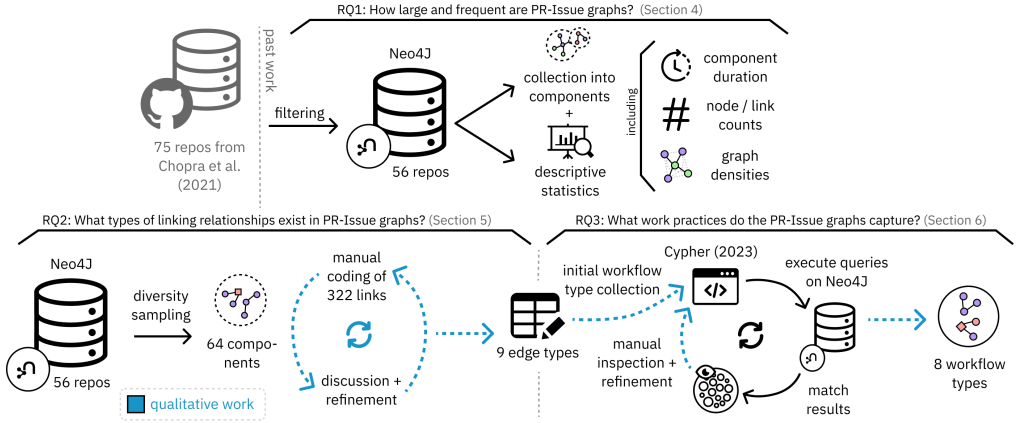 RQ1: How large and frequent are PR-Issue graphs? (Section 4)
past work
75 repos from
Chopra et al.
(2021)
filtering
Neo4J
56 repos
collection into
components
+
descriptive
statistics
including
component
duration
#
node / link
counts
graph
densities
RQ2: What types of linking relationships exist in PR-Issue graphs? (Section 5)
Neo4J
56 repos
diversity
sampling
64 compo-
nents
manual
coding of
322 links
discussion +
refinement
9 edge types
qualitative work
RQ3: What work practices do the PR-Issue graphs capture? (Section 6)
initial workflow
type collection
Cypher (2023)
</>
execute queries
on Neo4J
manual
inspection +
refinement
match
results
8 workflow
types